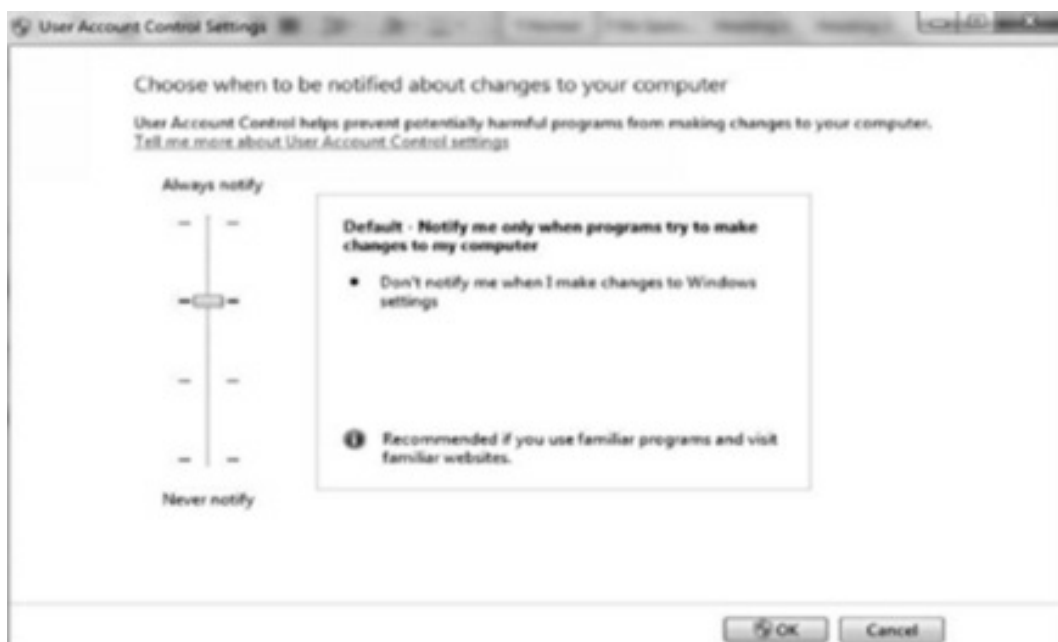 User Account Control Settings
Choose when to be notified about changes to your computer
User Account Control helps prevent potentially harmful programs from making changes to your computer.
Tell me more about User Account Control settings
Always notify
Default - Notify me only when programs try to make
changes to my computer
• Don't notify me when I make changes to Windows
settings
Recommended if you use familiar programs and visit
familiar websites.
Never notify
OK
Cancel